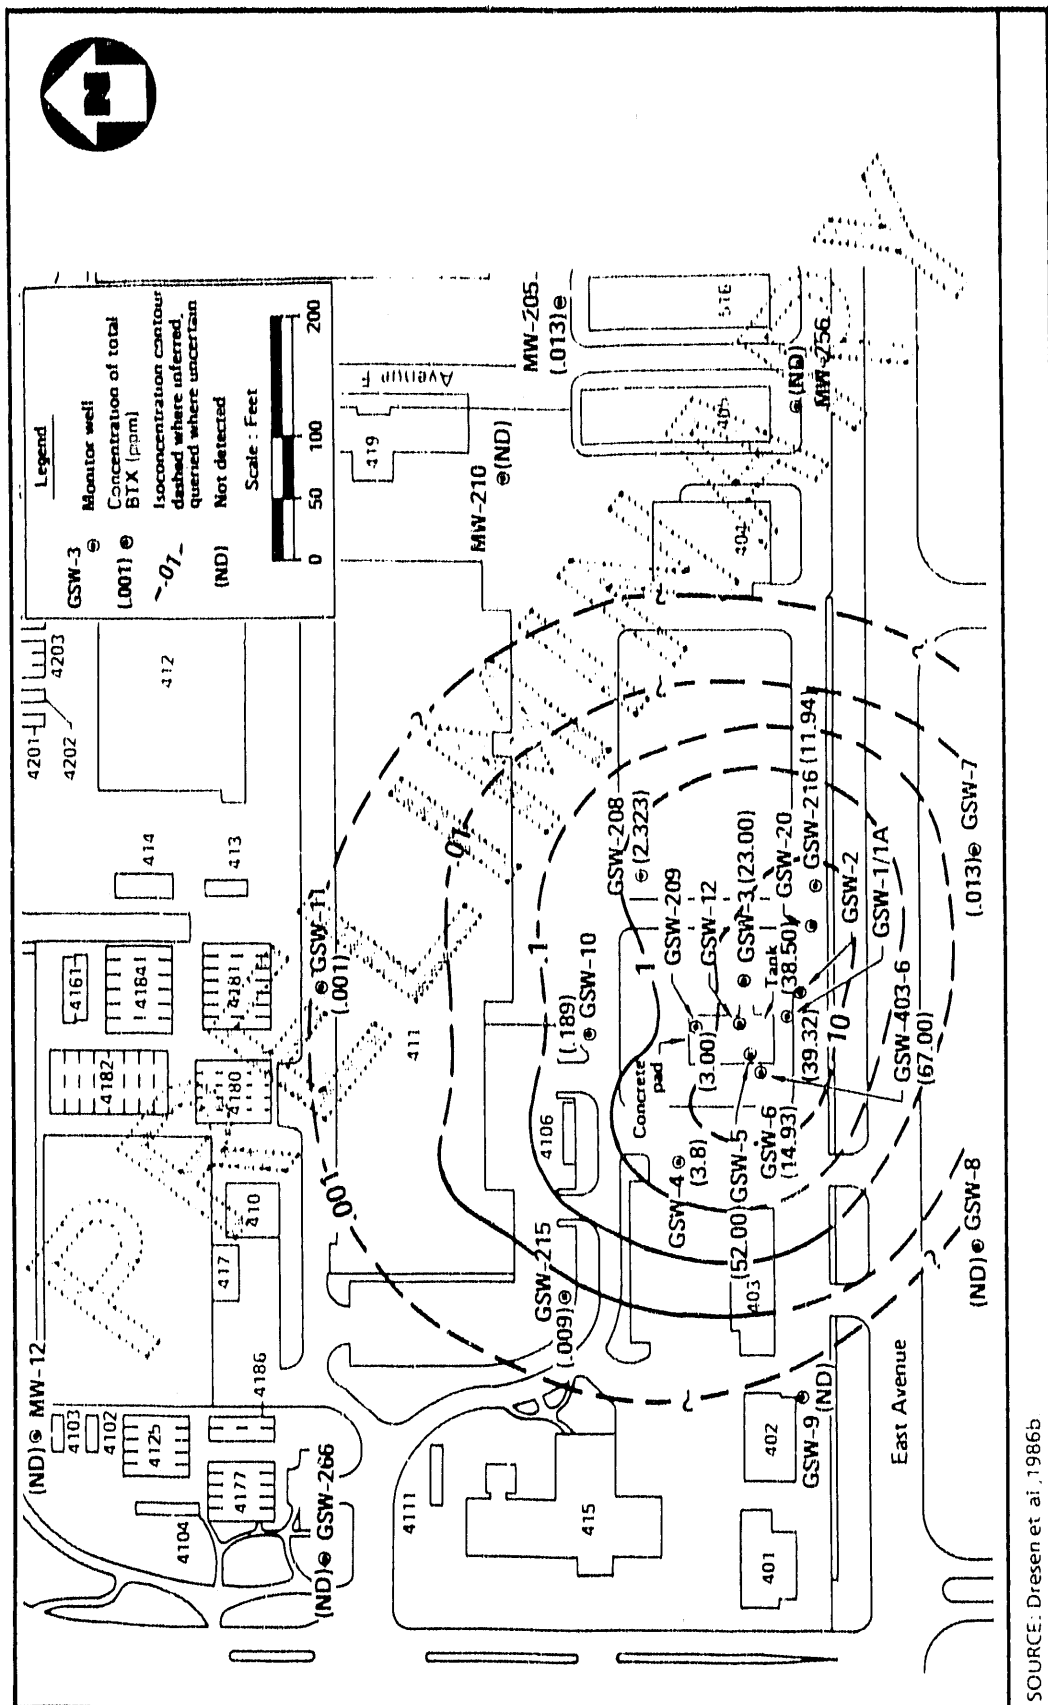 N
Legend
GSW-3
Monitor well
(.001)
Concentration of total
BTX (ppm)
Isoconcentration contour
dashed where inferred,
queried where uncertain
(ND)
Not detected
Scale : Feet
0
50
100
200
(ND) MW-12
4103
4102
4125
4186
4177
4104
(ND) GSW-266
4111
415
401
402
GSW-9
(ND)
417
410
4182
4180
4161
4184
4181
414
413
4201
4202
4203
412
GSW-11
(.001)
411
419
Avenue F
MW-210
(ND)
MW-205
(.013)
(ND)
MW-256
516
404
GSW-215
(.009)
4106
(.189)
GSW-10
GSW-208
(2.323)
GSW-209
GSW-12
GSW-3 (23.00)
GSW-20
GSW-216 (11.94)
GSW-2
GSW-1/1A
Tank
(38.50)
(39.32)
Concrete
pad
(3.00)
GSW-4
(3.8)
GSW-5
(52.00)
GSW-6
(14.93)
GSW-403-6
(67.00)
403
1
1
10
.01
.001
?
?
?
?
?
?
(.013) GSW-7
(ND) GSW-8
East Avenue
PRELIMINARY
SOURCE: Dresen et al, 1986b